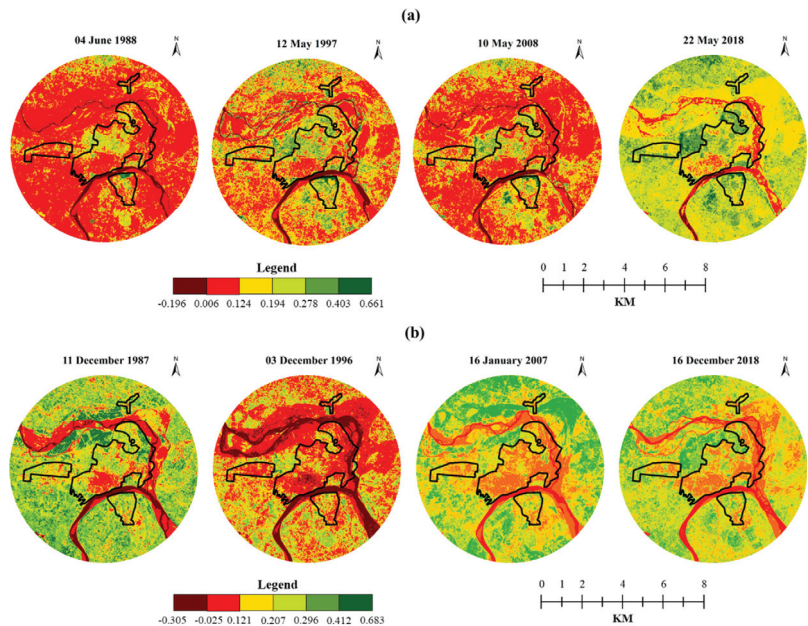 (a)
04 June 1988
12 May 1997
10 May 2008
22 May 2018
N
N
N
N
Legend
-0.196 0.006 0.124 0.194 0.278 0.403 0.661
0 1 2 4 6 8
KM
(b)
11 December 1987
03 December 1996
16 January 2007
16 December 2018
N
N
N
N
Legend
-0.305 -0.025 0.121 0.207 0.296 0.412 0.683
0 1 2 4 6 8
KM